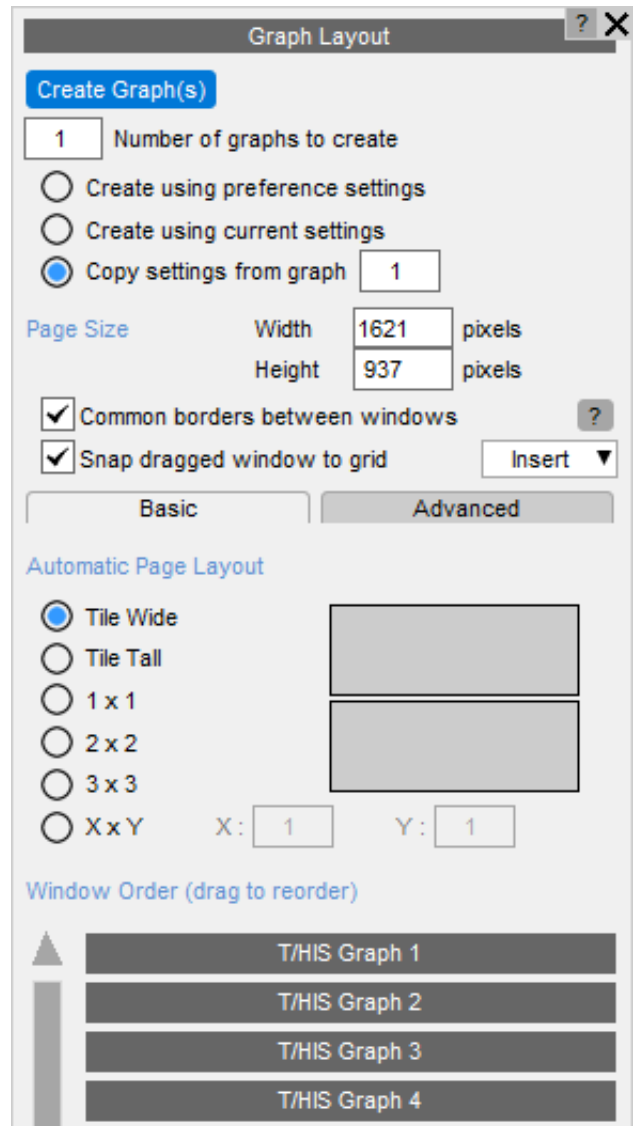 ?
Graph Layout
Create Graph(s)
1 Number of graphs to create
Create using preference settings
Create using current settings
Copy settings from graph 1
Page Size Width 1621 pixels
Height 937 pixels
Common borders between windows ?
Snap dragged window to grid Insert
Basic Advanced
Automatic Page Layout
Tile Wide
Tile Tall
1 x 1
2 x 2
3 x 3
X x Y X : 1 Y : 1
Window Order (drag to reorder)
T/HIS Graph 1
T/HIS Graph 2
T/HIS Graph 3
T/HIS Graph 4